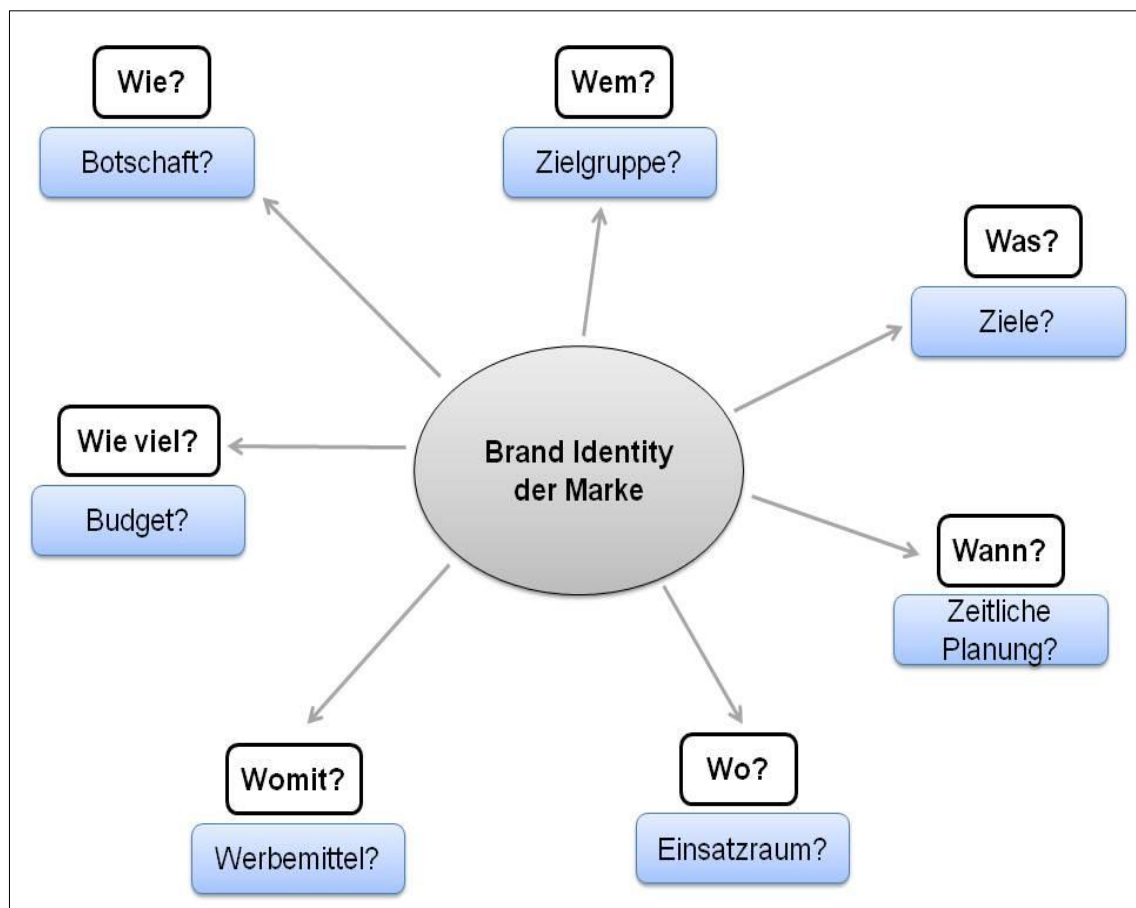 Wie?
Botschaft?
Wem?
Zielgruppe?
Was?
Ziele?
Wie viel?
Budget?
Brand Identity
der Marke
Wann?
Zeitliche
Planung?
Womit?
Werbemittel?
Wo?
Einsatzraum?